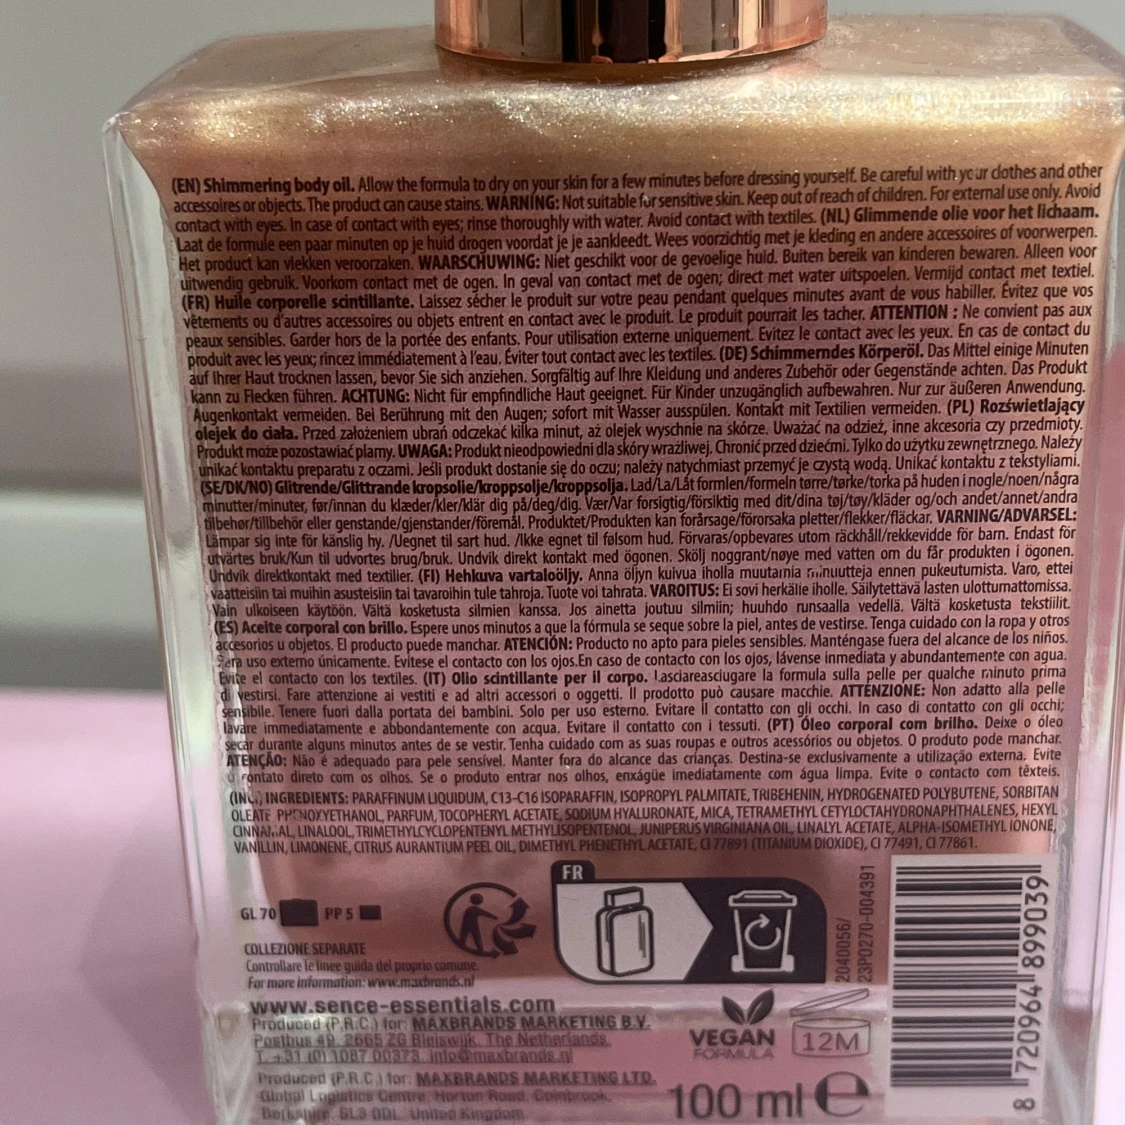 (EN) Shimmering body oil. Allow the formula to dry on your skin for a few minutes before dressing yourself. Be careful with your clothes and other
accessories or objects. The product can cause stains. WARNING: Not suitable for sensitive skin. Keep out of reach of children. For external use only. Avoid
contact with eyes. In case of contact with eyes; rinse thoroughly with water. Avoid contact with textiles. (NL) Glimmende olie voor het lichaam.
Laat de formule een paar minuten op je huid drogen voordat je je aankleedt. Wees voorzichtig met je kleding en andere accessoires of voorwerpen.
Het product kan vlekken veroorzaken. WAARSCHUWING: Niet geschikt voor de gevoelige huid. Buiten bereik van kinderen bewaren. Alleen voor
uitwendig gebruik. Voorkom contact met de ogen. In geval van contact met de ogen; direct met water uitspoelen. Vermijd contact met textiel.
(FR) Huile corporelle scintillante. Laissez sécher le produit sur votre peau pendant quelques minutes avant de vous habiller. Évitez que vos
vêtements ou d'autres accessoires ou objets entrent en contact avec le produit. Le produit pourrait les tacher. ATTENTION : Ne convient pas aux
peaux sensibles. Garder hors de la portée des enfants. Pour utilisation externe uniquement. Evitez le contact avec les yeux. En cas de contact du
produit avec les yeux; rincez immédiatement à l'eau. Éviter tout contact avec les textiles. (DE) Schimmerndes Körperöl. Das Mittel einige Minuten
auf Ihrer Haut trocknen lassen, bevor Sie sich anziehen. Sorgfältig auf Ihre Kleidung und anderes Zubehör oder Gegenstände achten. Das Produkt
kann zu Flecken führen. ACHTUNG: Nicht für empfindliche Haut geeignet. Für Kinder unzugänglich aufbewahren. Nur zur äußeren Anwendung.
Augenkontakt vermeiden. Bei Berührung mit den Augen; sofort mit Wasser ausspülen. Kontakt mit Textilien vermeiden. (PL) Rozświetlający
olejek do ciała. Przed założeniem ubrań odczekać kilka minut, aż olejek wyschnie na skórze. Uważać na odzież, inne akcesoria czy przedmioty.
Produkt może pozostawiać plamy. UWAGA: Produkt nieodpowiedni dla skóry wrażliwej. Chronić przed dziećmi. Tylko do użytku zewnętrznego. Należy
unikać kontaktu preparatu z oczami. Jeśli produkt dostanie się do oczu; należy natychmiast przemyć je czystą wodą. Unikać kontaktu z tekstyliami.
(SE/DK/NO) Glitrende/Glittrande kropsolie/kroppsolje/kroppsolja. Lad/La/Låt formlen/formeln tørre/tørke/torka på huden i nogle/noen/några
minutter/minuter, før/innan du klæder/kler/klär dig på/deg/dig. Vær/Var forsigtig/försiktig med dit/dina tøj/tøy/kläder og/och andet/annet/andra
tilbehør/tillbehör eller genstande/gjenstander/föremål. Produktet/Produkten kan forårsage/förorsaka pletter/flekker/fläckar. VARNING/ADVARSEL:
Lämpar sig inte för känslig hy. /Uegnet til sart hud. /Ikke egnet til følsom hud. Förvaras/opbevares utom räckhåll/rekkevidde för barn. Endast för
utvärtes bruk/Kun til udvortes brug/bruk. Undvik direkt kontakt med ögonen. Skölj noggrant/nøye med vatten om du får produkten i ögonen.
Undvik direktkontakt med textilier. (FI) Hehkuva vartaloöljy. Anna öljyn kuivua iholla muutamia minuutteja ennen pukeutumista. Varo, ettei
vaatteisiin tai muihin asusteisiin tai tavaroihin tule tahroja. Tuote voi tahrata. VAROITUS: Ei sovi herkälle iholle. Säilytettävä lasten ulottumattomissa.
Vain ulkoiseen käytöön. Vältä kosketusta silmien kanssa. Jos ainetta joutuu silmiin; huuhdo runsaalla vedellä. Vältä kosketusta tekstiilit.
(ES) Aceite corporal con brillo. Espere unos minutos a que la fórmula se seque sobre la piel, antes de vestirse. Tenga cuidado con la ropa y otros
accesorios u objetos. El producto puede manchar. ATENCIÓN: Producto no apto para pieles sensibles. Manténgase fuera del alcance de los niños.
Para uso externo únicamente. Evítese el contacto con los ojos.En caso de contacto con los ojos, lávense inmediata y abundantemente con agua.
Evite el contacto con los textiles. (IT) Olio scintillante per il corpo. Lasciareasciugare la formula sulla pelle per qualche minuto prima
di vestirsi. Fare attenzione ai vestiti e ad altri accessori o oggetti. Il prodotto può causare macchie. ATTENZIONE: Non adatto alla pelle
sensibile. Tenere fuori dalla portata dei bambini. Solo per uso esterno. Evitare il contatto con gli occhi. In caso di contatto con gli occhi;
lavare immediatamente e abbondantemente con acqua. Evitare il contatto con i tessuti. (PT) Óleo corporal com brilho. Deixe o óleo
secar durante alguns minutos antes de se vestir. Tenha cuidado com as suas roupas e outros acessórios ou objetos. O produto pode manchar.
ATENÇÃO: Não é adequado para pele sensível. Manter fora do alcance das crianças. Destina-se exclusivamente a utilização externa. Evite
o contato direto com os olhos. Se o produto entrar nos olhos, enxágüe imediatamente com água limpa. Evite o contacto com têxteis.
(INCI) INGREDIENTS: PARAFFINUM LIQUIDUM, C13-C16 ISOPARAFFIN, ISOPROPYL PALMITATE, TRIBEHENIN, HYDROGENATED POLYBUTENE, SORBITAN
OLEATE PHENOXYETHANOL, PARFUM, TOCOPHERYL ACETATE, SODIUM HYALURONATE, MICA, TETRAMETHYL CETYLOCTAHYDRONAPHTHALENES, HEXYL
CINNAMAL, LINALOOL, TRIMETHYLCYCLOPENTENYL METHYLISOPENTENOL, JUNIPERUS VIRGINIANA OIL, LINALYL ACETATE, ALPHA-ISOMETHYL IONONE,
VANILLIN, LIMONENE, CITRUS AURANTIUM PEEL OIL, DIMETHYL PHENETHYL ACETATE, CI 77891 (TITANIUM DIOXIDE), CI 77491, CI 77861.
GL 70 PP 5
FR
COLLEZIONE SEPARATE
Controllare le linee guida del proprio comune.
For more information: www.maxbrands.nl
2040056/
23P0270-004391
www.sence-essentials.com
Produced (P.R.C.) for: MAXBRANDS MARKETING B.V.
Postbus 49, 2665 ZG Bleiswijk, The Netherlands.
T. +31 (0) 1087 00373, info@maxbrands.nl
Produced (P.R.C.) for: MAXBRANDS MARKETING LTD.
Global Logistics Centre, Horton Road, Colnbrook,
Berkshire, SL3 0DL, United Kingdom.
VEGAN
FORMULA
12M
100 ml e
8 720964 899039